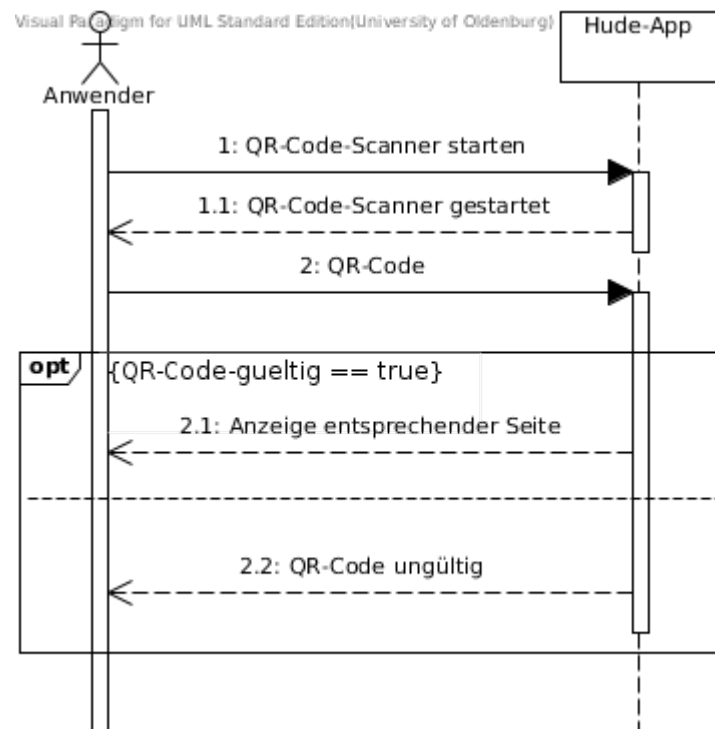 Visual Paradigm for UML Standard Edition(University of Oldenburg)
Hude-App
Anwender
1: QR-Code-Scanner starten
1.1: QR-Code-Scanner gestartet
2: QR-Code
opt
{QR-Code-gueltig == true}
2.1: Anzeige entsprechender Seite
2.2: QR-Code ungültig